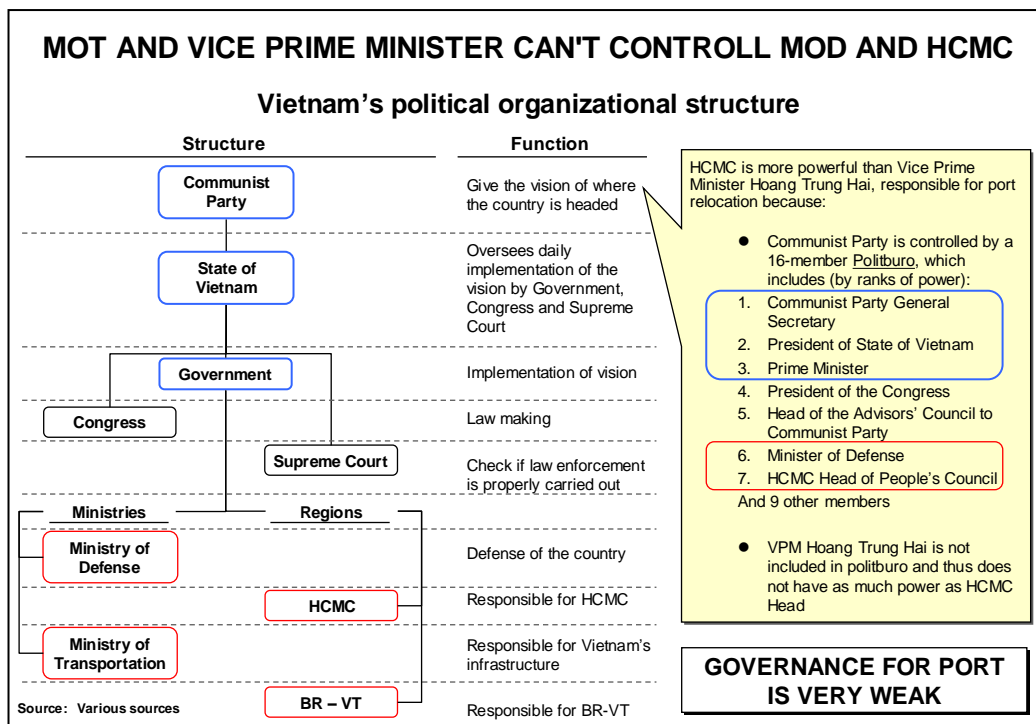 MOT AND VICE PRIME MINISTER CAN'T CONTROLL MOD AND HCMC
Vietnam's political organizational structure
Structure
Function
Communist
Party
Give the vision of where
the country is headed
State of
Vietnam
Oversees daily
implementation of the
vision by Government,
Congress and Supreme
Court
Government
Implementation of vision
Congress
Law making
Supreme Court
Check if law enforcement
is properly carried out
Ministries
Regions
Ministry of
Defense
Defense of the country
HCMC
Responsible for HCMC
Ministry of
Transportation
Responsible for Vietnam's
infrastructure
BR – VT
Responsible for BR-VT
Source: Various sources
HCMC is more powerful than Vice Prime
Minister Hoang Trung Hai, responsible for port
relocation because:
● Communist Party is controlled by a
16-member Politburo, which
includes (by ranks of power):
1. Communist Party General
Secretary
2. President of State of Vietnam
3. Prime Minister
4. President of the Congress
5. Head of the Advisors' Council to
Communist Party
6. Minister of Defense
7. HCMC Head of People's Council
And 9 other members
● VPM Hoang Trung Hai is not
included in politburo and thus does
not have as much power as HCMC
Head
GOVERNANCE FOR PORT
IS VERY WEAK